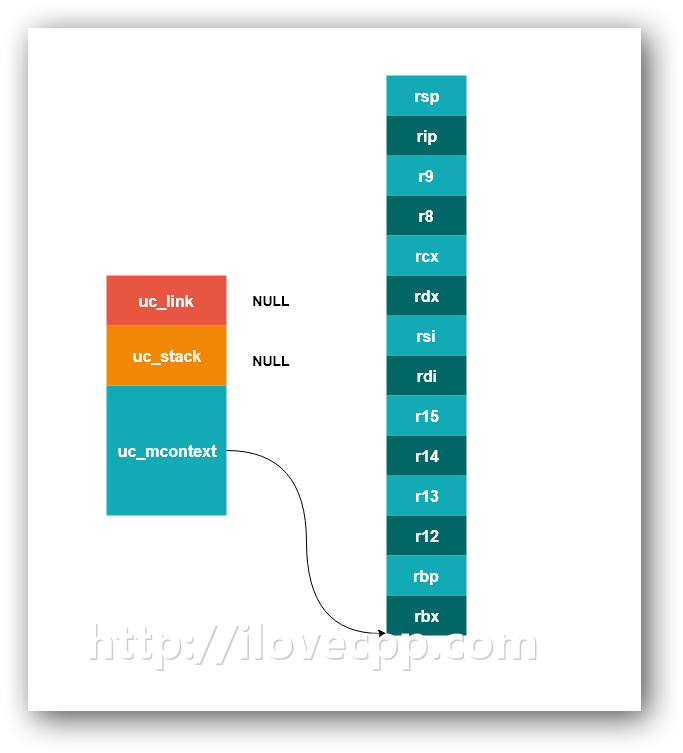 rsp
rip
r9
r8
rcx
rdx
uc_link NULL
rsi
uc_stack NULL
rdi
r15
uc_mcontext
r14
r13
r12
rbp
rbx
http://ilovecpp.com